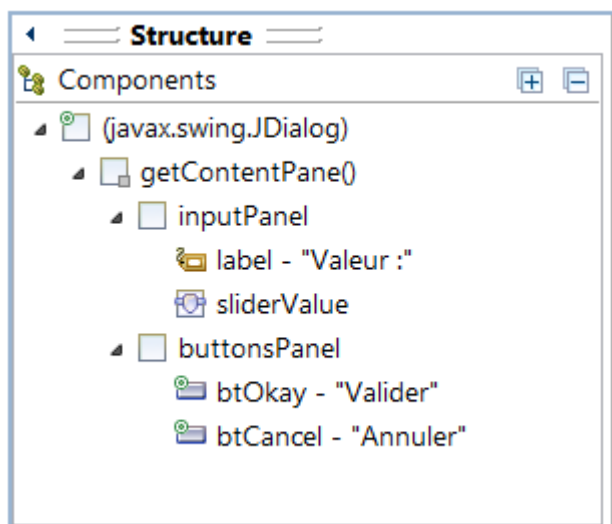 Structure
Components
(javax.swing.JDialog)
getContentPane()
inputPanel
label - "Valeur :"
sliderValue
buttonsPanel
btOkay - "Valider"
btCancel - "Annuler"